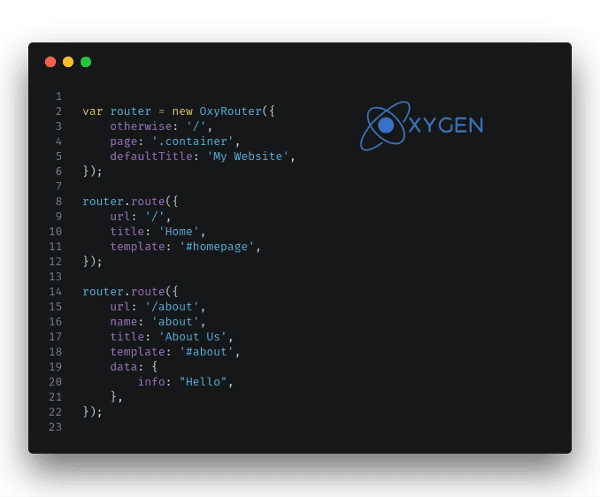 1
2 var router = new OxyRouter({
3 otherwise: '/',
4 page: '.container',
5 defaultTitle: 'My Website',
6 });
7
8 router.route({
9 url: '/',
10 title: 'Home',
11 template: '#homepage',
12 });
13
14 router.route({
15 url: '/about',
16 name: 'about',
17 title: 'About Us',
18 template: '#about',
19 data: {
20 info: "Hello",
21 },
22 });
23
OXYGEN